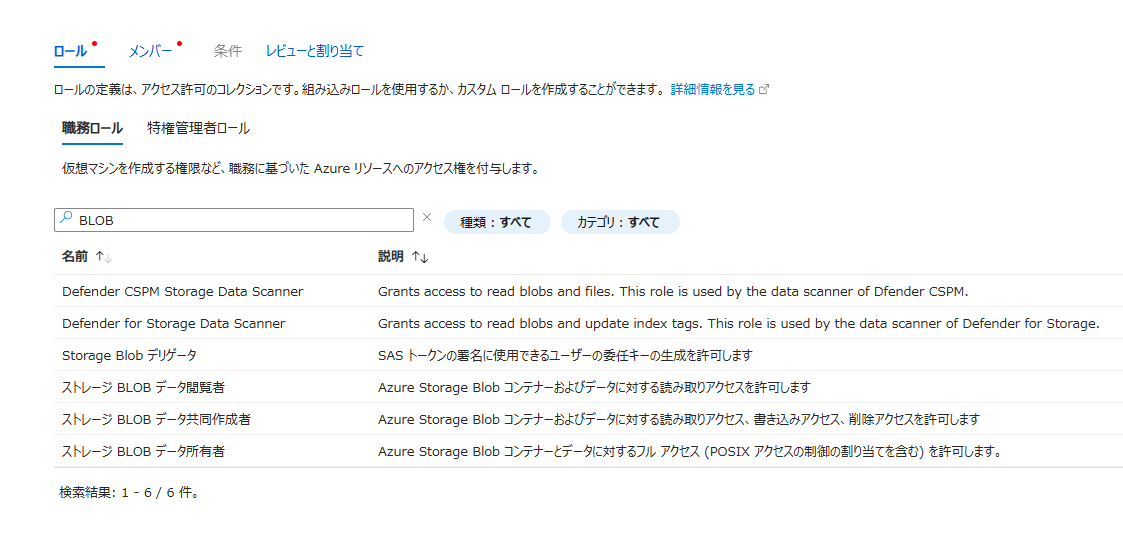 ロール メンバー 条件 レビューと割り当て
ロールの定義は、アクセス許可のコレクションです。組み込みロールを使用するか、カスタム ロールを作成することができます。 詳細情報を見る
職務ロール 特権管理者ロール
仮想マシンを作成する権限など、職務に基づいた Azure リソースへのアクセス権を付与します。
BLOB × 種類 : すべて カテゴリ : すべて
名前 ↑↓ 説明 ↑↓
Defender CSPM Storage Data Scanner Grants access to read blobs and files. This role is used by the data scanner of Dfender CSPM.
Defender for Storage Data Scanner Grants access to read blobs and update index tags. This role is used by the data scanner of Defender for Storage.
Storage Blob デリゲータ SAS トークンの署名に使用できるユーザーの委任キーの生成を許可します
ストレージ BLOB データ閲覧者 Azure Storage Blob コンテナーおよびデータに対する読み取りアクセスを許可します
ストレージ BLOB データ共同作成者 Azure Storage Blob コンテナーおよびデータに対する読み取りアクセス、書き込みアクセス、削除アクセスを許可します
ストレージ BLOB データ所有者 Azure Storage Blob コンテナーとデータに対するフル アクセス (POSIX アクセスの制御の割り当てを含む) を許可します。
検索結果: 1 - 6 / 6 件。